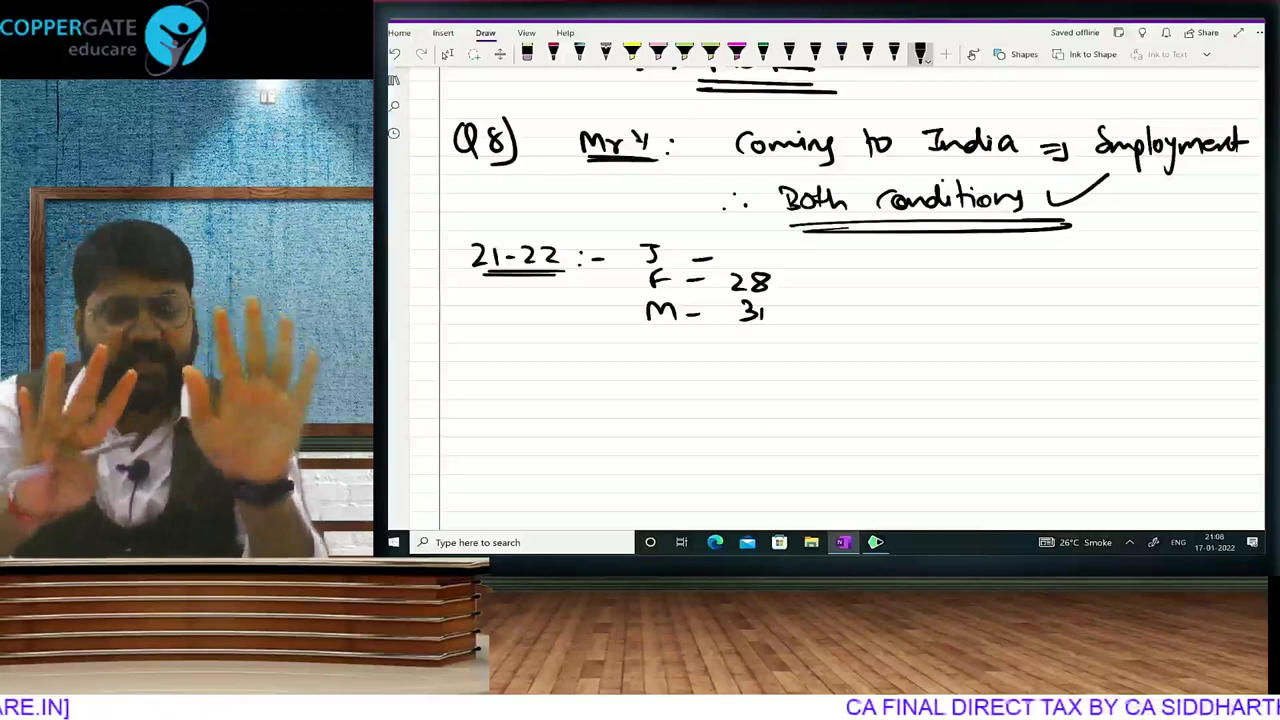 COPPERGATE
educare
Home Insert Draw View Help
Saved offline
Share
Shapes
Ink to Shape
Ink to Text
Q 8] Mr Y : Coming to India ⇒ Employment
∴ Both conditions ✓
21-22 :- J -
F - 28
M - 31
Type here to search
26°C Smoke
ENG
21:08
17-01-2022
ARE.IN]
CA FINAL DIRECT TAX BY CA SIDDHARTH